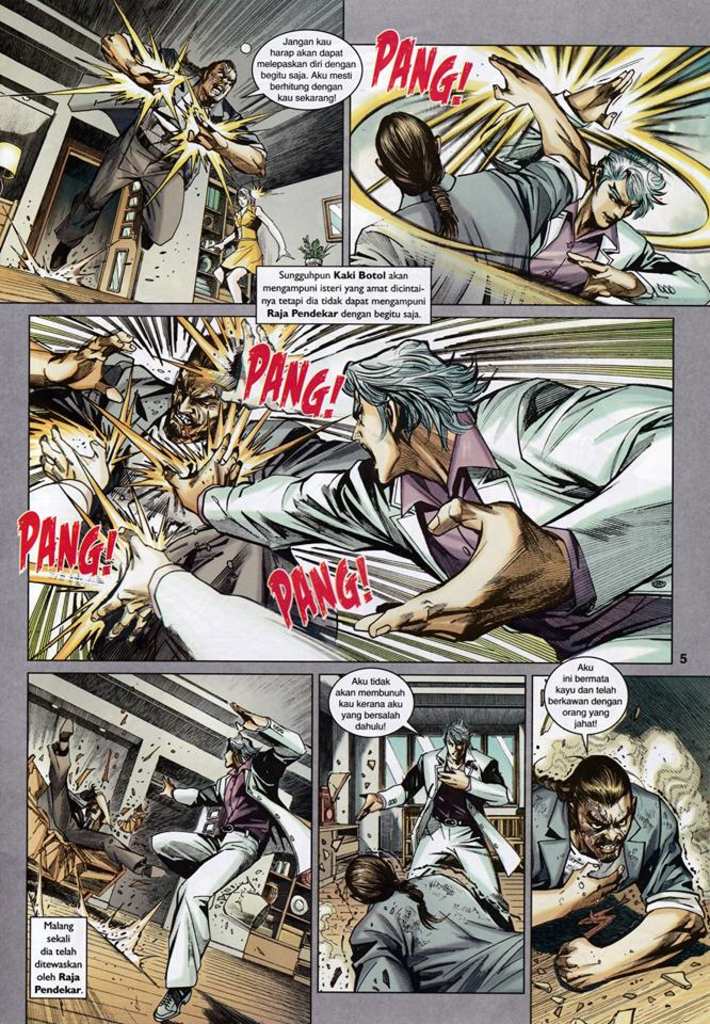 Jangan kau
harap akan dapat
melepaskan diri dengan
begitu saja. Aku mesti
berhitung dengan
kau sekarang!
PANG!
Sungguhpun Kaki Botol akan
mengampuni isteri yang amat dicintai-
nya tetapi dia tidak dapat mengampuni
Raja Pendekar dengan begitu saja.
PANG!
PANG!
PANG!
5
Malang
sekali
dia telah
ditewaskan
oleh Raja
Pendekar.
Aku tidak
akan membunuh
kau kerana aku
yang bersalah
dahulu!
Aku
ini bermata
kayu dan telah
berkawan dengan
orang yang
jahat!